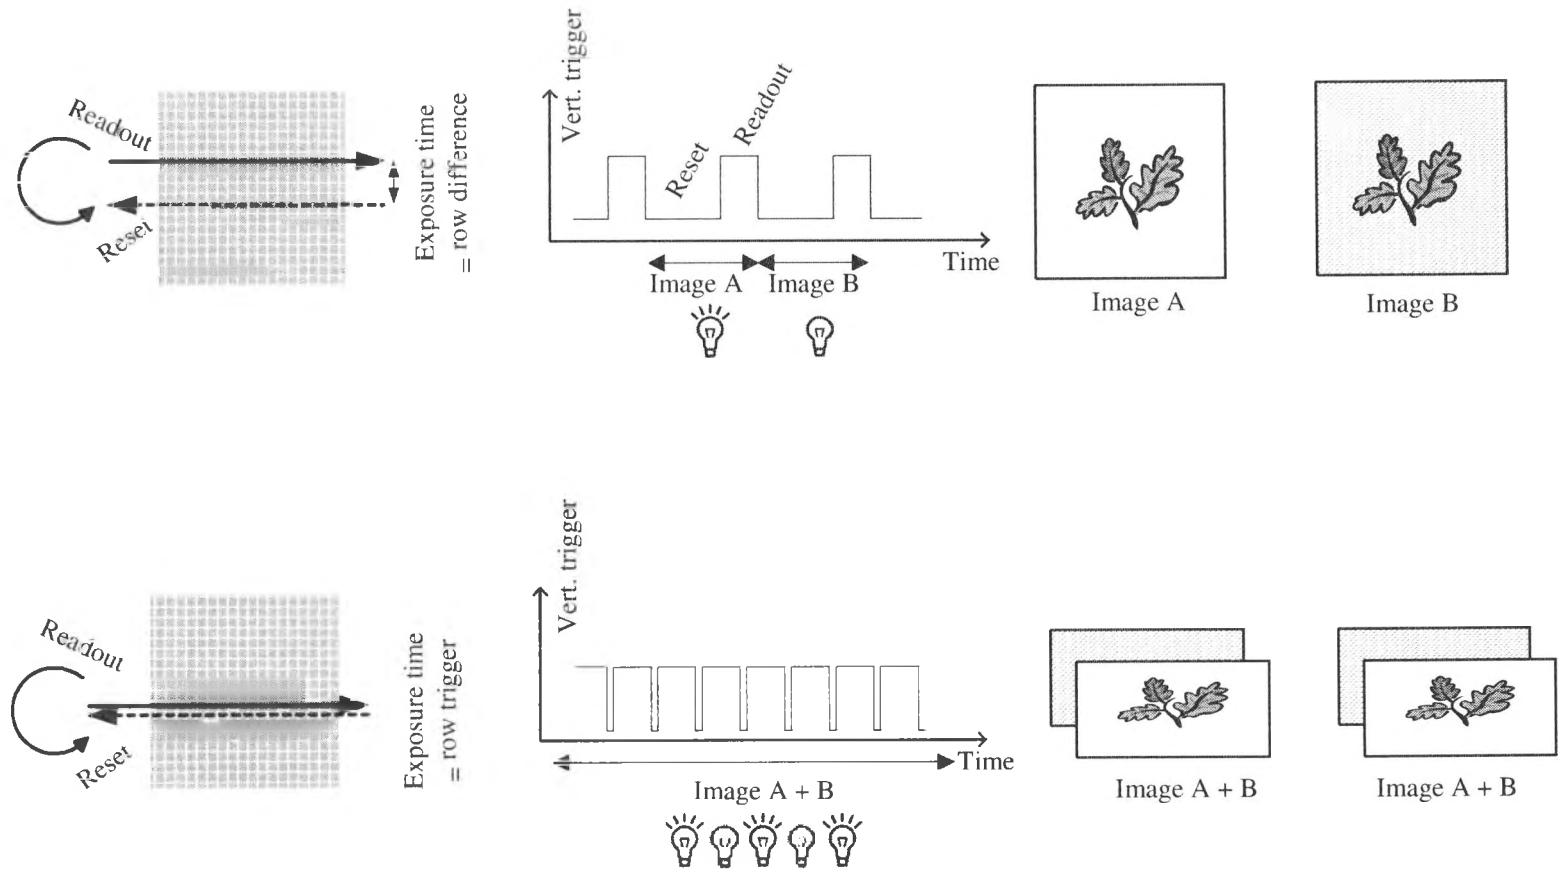 Readout
Reset
Exposure time
= row difference
Vert. trigger
Reset
Readout
Time
Image A
Image B
Image A
Image B
Readout
Reset
Exposure time
= row trigger
Vert. trigger
Time
Image A + B
Image A + B
Image A + B